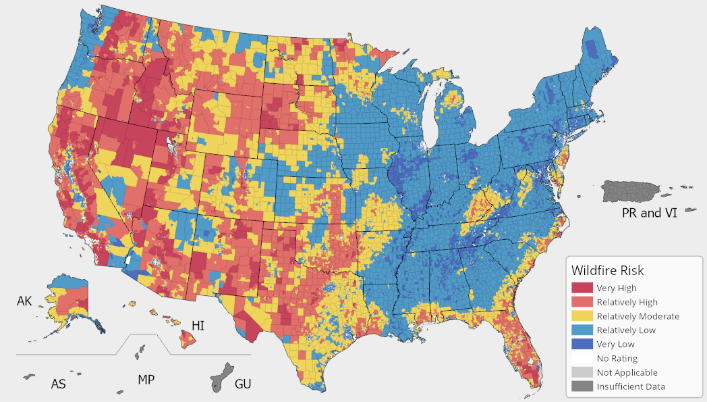 PR and VI
Wildfire Risk
Very High
Relatively High
Relatively Moderate
Relatively Low
Very Low
No Rating
Not Applicable
Insufficient Data
AK
HI
AS
MP
GU